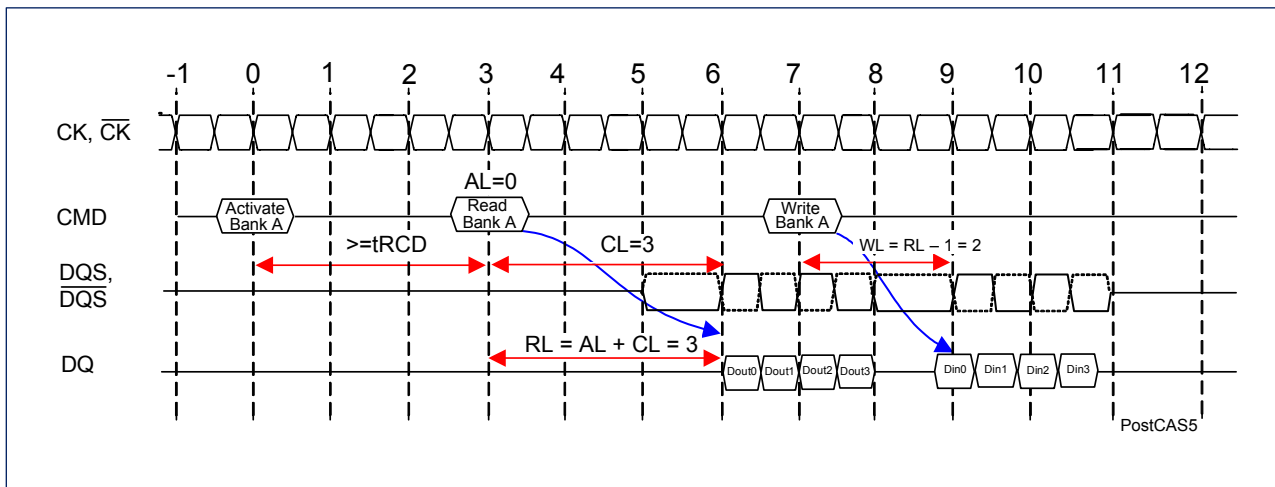 -1 0 1 2 3 4 5 6 7 8 9 10 11 12
CK, CK
AL=0
CMD
Activate
Bank A
Read
Bank A
Write
Bank A
>=tRCD
CL=3
WL = RL – 1 = 2
DQS,
DQS
RL = AL + CL = 3
DQ
Dout0 Dout1 Dout2 Dout3
Din0 Din1 Din2 Din3
PostCAS5